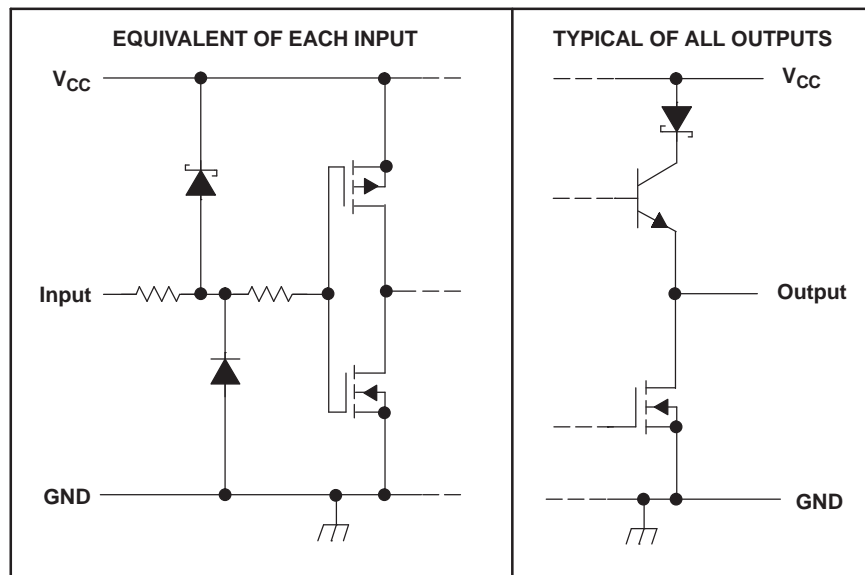 EQUIVALENT OF EACH INPUT
VCC
Input
GND
TYPICAL OF ALL OUTPUTS
VCC
Output
GND